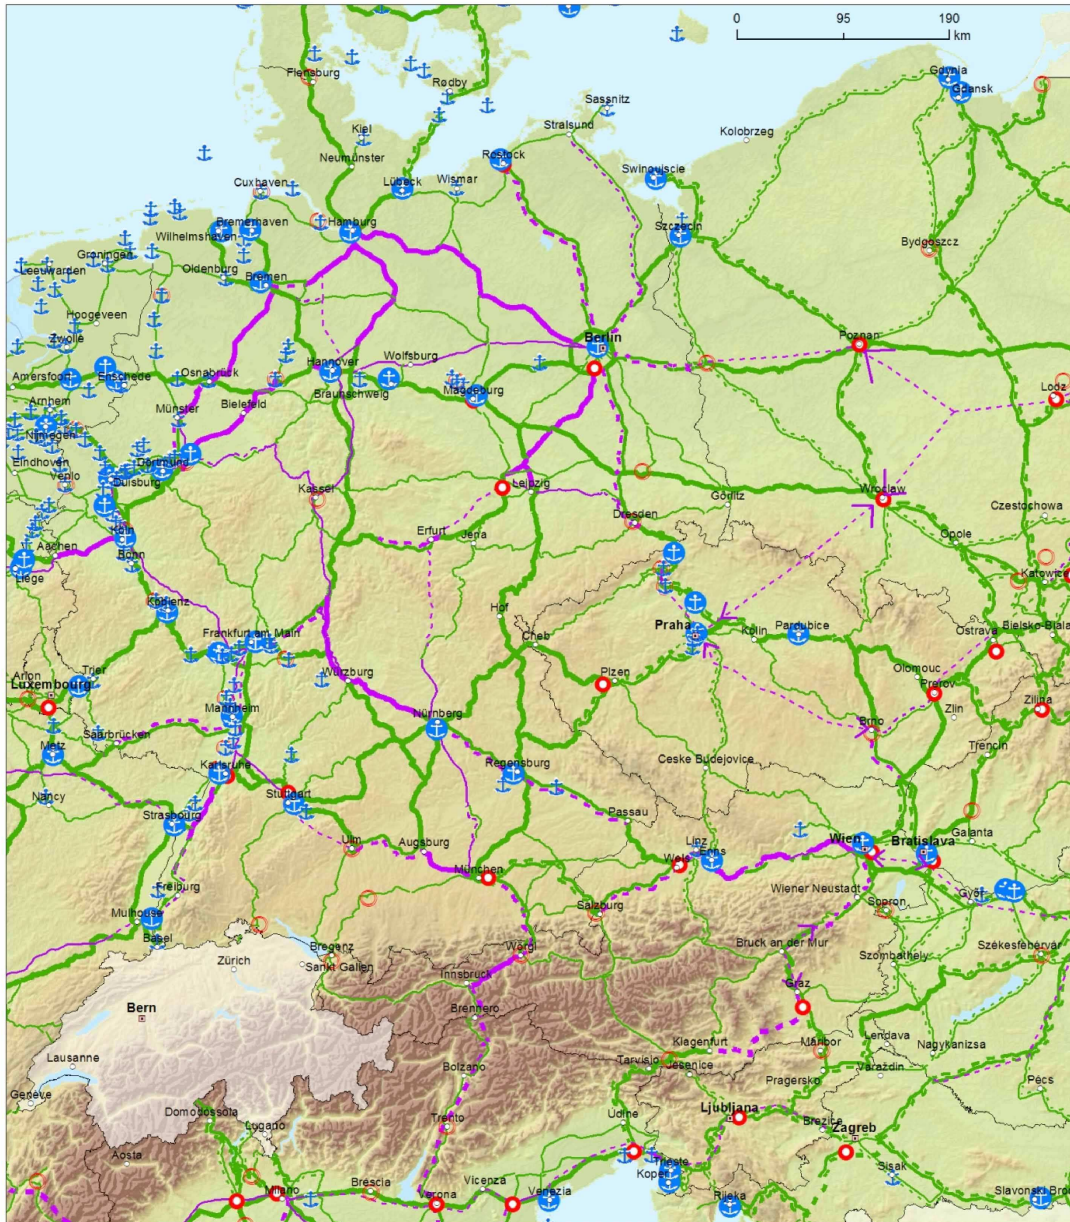 0 95 190
km
Flensburg
Rødby
Sassnitz
Gdynia
Gdansk
Kiel
Stralsund
Kolobrzeg
Neumünster
Rostock
Swinoujscie
Cuxhaven
Lübeck
Wismar
Bremerhaven
Hamburg
Wilhelmshaven
Szczecin
Bydgoszcz
Groningen
Leeuwarden
Oldenburg
Bremen
Hoogeveen
Zwolle
Berlin
Poznan
Hannover
Wolfsburg
Amersfoort
Enschede
Osnabrück
Braunschweig
Magdeburg
Lodz
Arnhem
Münster
Bielefeld
Nijmegen
Eindhoven
Dortmund
Venlo
Duisburg
Kassel
Leipzig
Görlitz
Wroclaw
Czestochowa
Dresden
Köln
Erfurt
Jena
Opole
Aachen
Bonn
Liège
Katowice
Koblenz
Hof
Praha
Kolin
Pardubice
Ostrava
Bielsko-Biala
Frankfurt am Main
Cheb
Arlon
Trier
Luxembourg
Würzburg
Plzen
Olomouc
Prerov
Zlin
Zilina
Mannheim
Nürnberg
Brno
Saarbrücken
Metz
Trencin
Karlsruhe
Regensburg
Ceske Budejovice
Nancy
Stuttgart
Strasbourg
Passau
Ulm
Augsburg
Linz
Enns
Wels
Wien
Bratislava
Galanta
München
Freiburg
Wiener Neustadt
Györ
Mulhouse
Salzburg
Sopron
Basel
Bregenz
Wörgl
Bruck an der Mur
Szombathely
Székesfehérvár
Zürich
Sankt Gallen
Innsbruck
Graz
Bern
Brennero
Klagenfurt
Maribor
Lendava
Nagykanizsa
Lausanne
Bolzano
Tarvisio
Jesenice
Pragersko
Varaždin
Pécs
Genève
Domodossola
Trento
Udine
Ljubljana
Brezice
Zagreb
Lugano
Aosta
Trieste
Koper
Sisak
Milano
Brescia
Verona
Vicenza
Venezia
Rijeka
Slavonski Brod